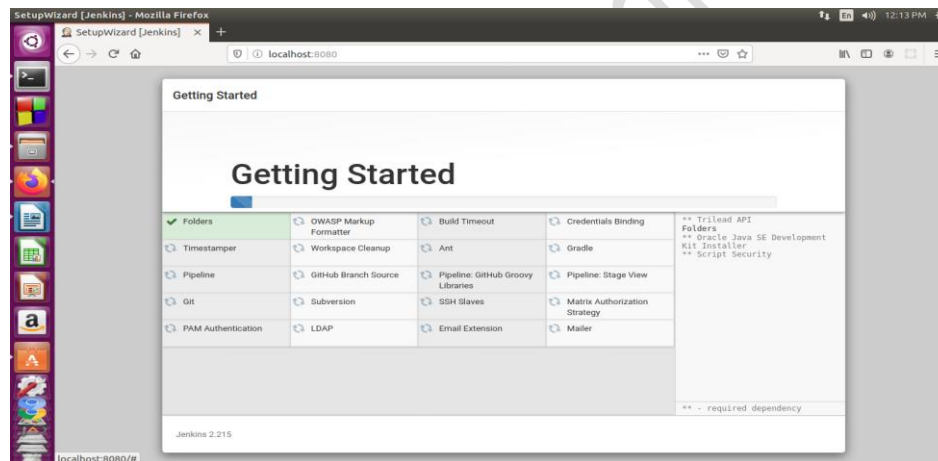 SetupWizard [Jenkins] - Mozilla Firefox
En
12:13 PM
SetupWizard [Jenkins]
localhost:8080
Getting Started
Getting Started
Folders
OWASP Markup
Formatter
Build Timeout
Credentials Binding
Timestamper
Workspace Cleanup
Ant
Gradle
Pipeline
GitHub Branch Source
Pipeline: GitHub Groovy
Libraries
Pipeline: Stage View
Git
Subversion
SSH Slaves
Matrix Authorization
Strategy
PAM Authentication
LDAP
Email Extension
Mailer
** Trilead API
Folders
** Oracle Java SE Development
Kit Installer
** Script Security
** - required dependency
Jenkins 2.215
localhost:8080/#